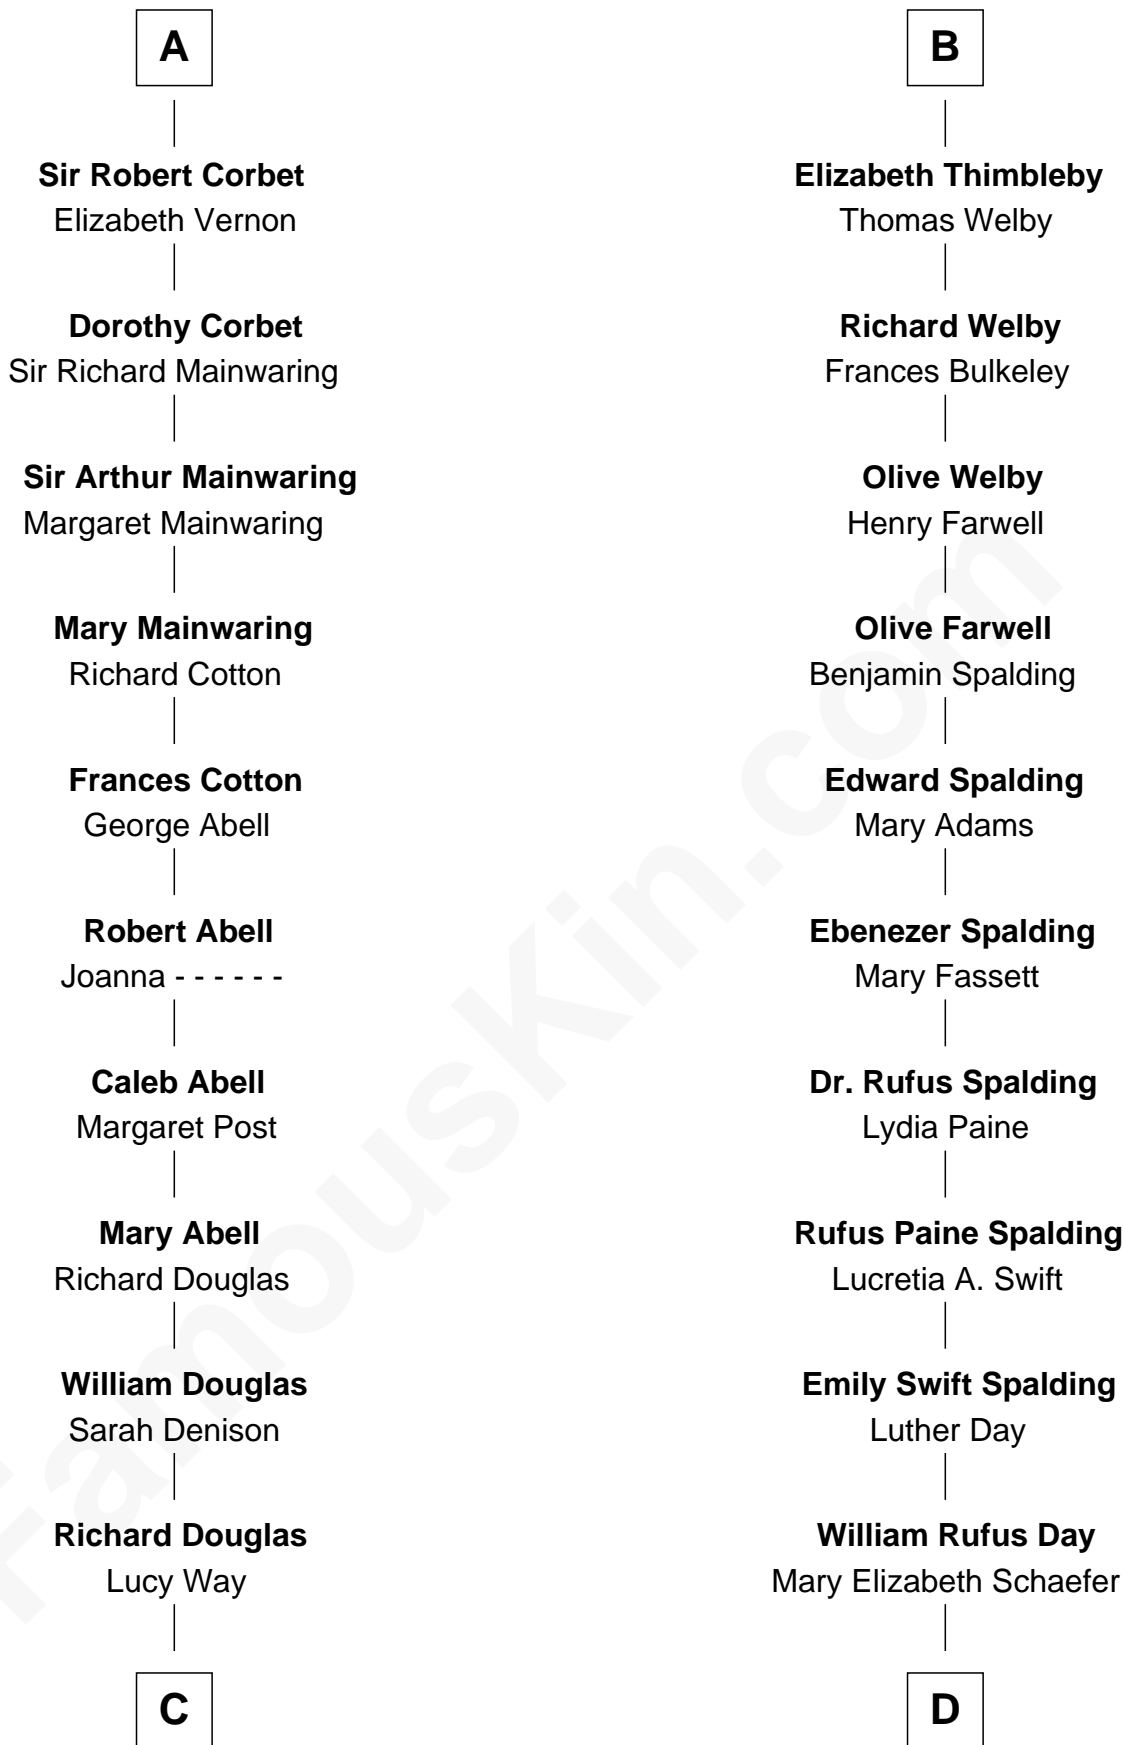 A
Sir Robert Corbet
Elizabeth Vernon
Dorothy Corbet
Sir Richard Mainwaring
Sir Arthur Mainwaring
Margaret Mainwaring
Mary Mainwaring
Richard Cotton
Frances Cotton
George Abell
Robert Abell
Joanna - - - - - -
Caleb Abell
Margaret Post
Mary Abell
Richard Douglas
William Douglas
Sarah Denison
Richard Douglas
Lucy Way
C
B
Elizabeth Thimbleby
Thomas Welby
Richard Welby
Frances Bulkeley
Olive Welby
Henry Farwell
Olive Farwell
Benjamin Spalding
Edward Spalding
Mary Adams
Ebenezer Spalding
Mary Fassett
Dr. Rufus Spalding
Lydia Paine
Rufus Paine Spalding
Lucretia A. Swift
Emily Swift Spalding
Luther Day
William Rufus Day
Mary Elizabeth Schaefer
D
FamousKin.com